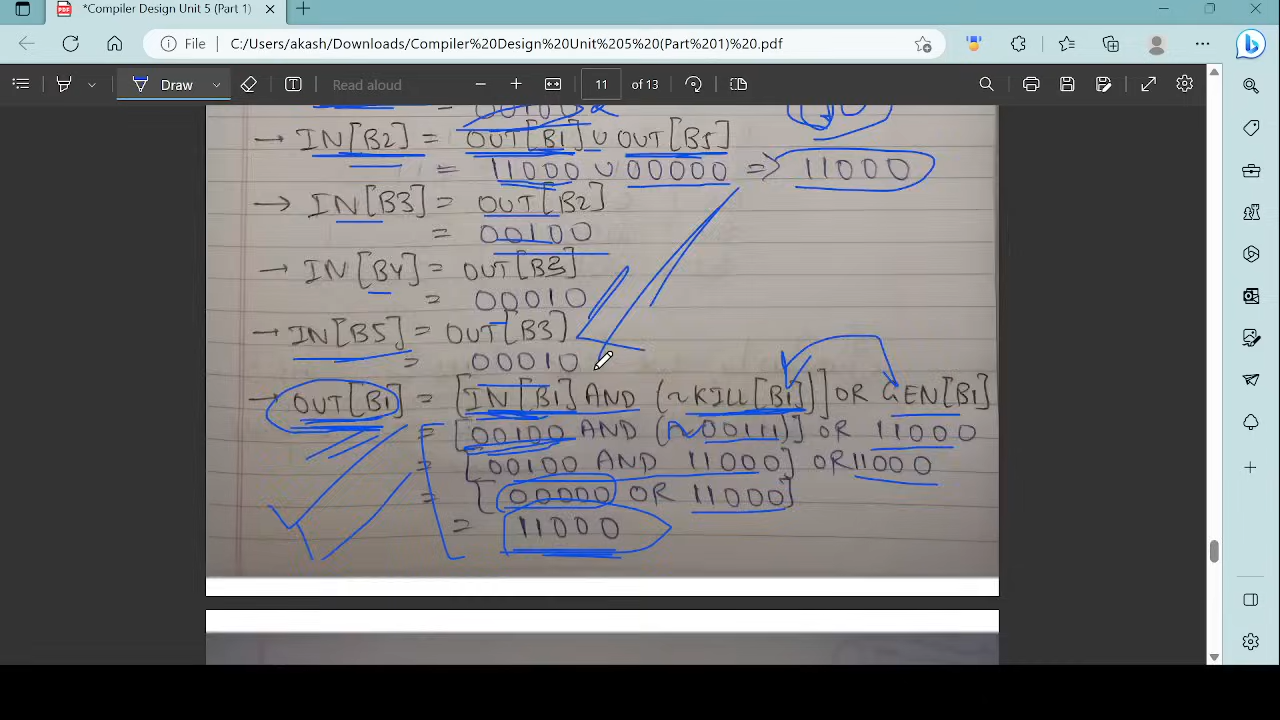 *Compiler Design Unit 5 (Part 1)
File C:/Users/akash/Downloads/Compiler%20Design%20Unit%205%20(Part%201)%20.pdf
Draw Read aloud 11 of 13
= 00100
→ IN[B2] = OUT[B1] ∪ OUT[B5]
= 11000 ∪ 00000 => 11000
→ IN[B3] = OUT[B2]
= 00100
→ IN[B4] = OUT[B3]
= 00010
→ IN[B5] = OUT[B3]
= 00010
→ OUT[B1] = [IN[B1] AND (~KILL[B1])] OR GEN[B1]
= [00100 AND (~00111)] OR 11000
= [00100 AND 11000] OR 11000
= [00000 OR 11000]
= 11000